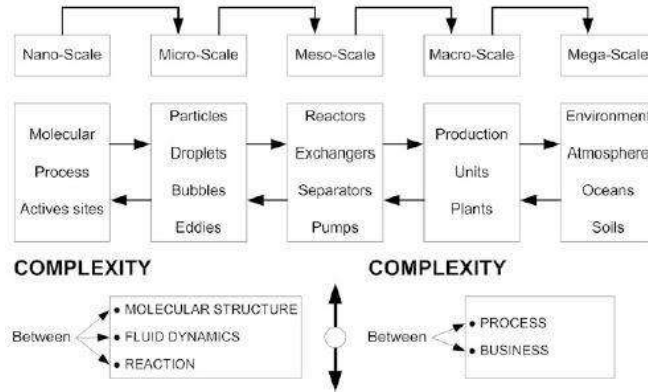 Nano-Scale
Micro-Scale
Meso-Scale
Macro-Scale
Mega-Scale
Molecular
Process
Actives sites
Particles
Droplets
Bubbles
Eddies
Reactors
Exchangers
Separators
Pumps
Production
Units
Plants
Environment
Atmosphere
Oceans
Soils
COMPLEXITY
Between
• MOLECULAR STRUCTURE
• FLUID DYNAMICS
• REACTION
COMPLEXITY
Between
• PROCESS
• BUSINESS